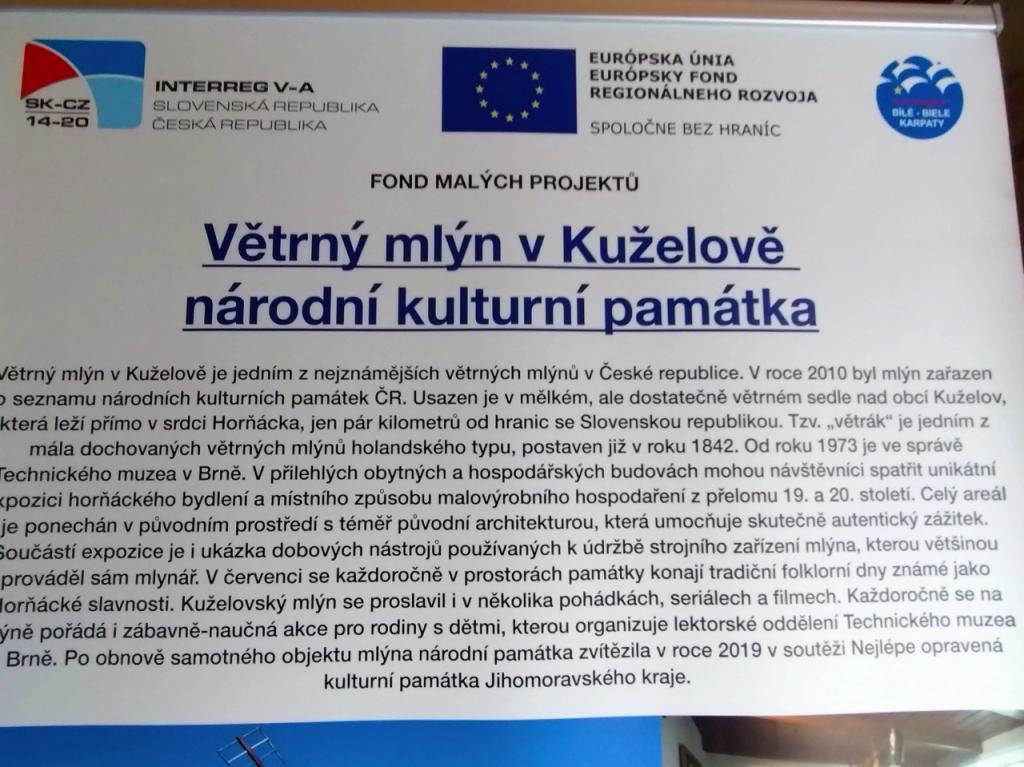 SK-CZ
14-20
INTERREG V-A
SLOVENSKÁ REPUBLIKA
ČESKÁ REPUBLIKA
EURÓPSKA ÚNIA
EURÓPSKY FOND
REGIONÁLNEHO ROZVOJA
SPOLOČNE BEZ HRANÍC
BÍLÉ - BIELE
KARPATY
FOND MALÝCH PROJEKTŮ
Větrný mlýn v Kuželově
národní kulturní památka
Větrný mlýn v Kuželově je jedním z nejznámějších větrných mlýnů v České republice. V roce 2010 byl mlýn zařazen
o seznamu národních kulturních památek ČR. Usazen je v mělkém, ale dostatečně větrném sedle nad obcí Kuželov,
která leží přímo v srdci Horňácka, jen pár kilometrů od hranic se Slovenskou republikou. Tzv. „větrák" je jedním z
mála dochovaných větrných mlýnů holandského typu, postaven již v roku 1842. Od roku 1973 je ve správě
Technického muzea v Brně. V přilehlých obytných a hospodářských budovách mohou návštěvníci spatřit unikátní
xpozici horňáckého bydlení a místního způsobu malovýrobního hospodaření z přelomu 19. a 20. století. Celý areál
je ponechán v původním prostředí s téměř původní architekturou, která umocňuje skutečně autentický zážitek.
Součástí expozice je i ukázka dobových nástrojů používaných k údržbě strojního zařízení mlýna, kterou většinou
prováděl sám mlynář. V červenci se každoročně v prostorách památky konají tradiční folklorní dny známé jako
Horňácké slavnosti. Kuželovský mlýn se proslavil i v několika pohádkách, seriálech a filmech. Každoročně se na
ýně pořádá i zábavně-naučná akce pro rodiny s dětmi, kterou organizuje lektorské oddělení Technického muzea
Brně. Po obnově samotného objektu mlýna národní památka zvítězila v roce 2019 v soutěži Nejlépe opravená
kulturní památka Jihomoravského kraje.